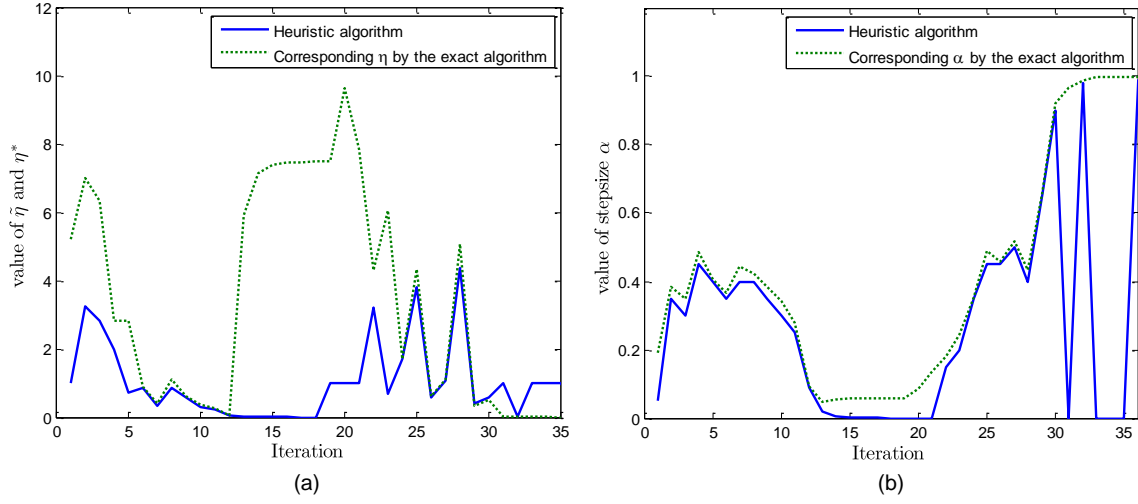 12
10
8
6
4
2
0
value of η̃ and η*
Heuristic algorithm
Corresponding η by the exact algorithm
0 5 10 15 20 25 30 35
Iteration
(a)
1
0.8
0.6
0.4
0.2
0
value of stepsize α
Heuristic algorithm
Corresponding α by the exact algorithm
0 5 10 15 20 25 30 35
Iteration
(b)